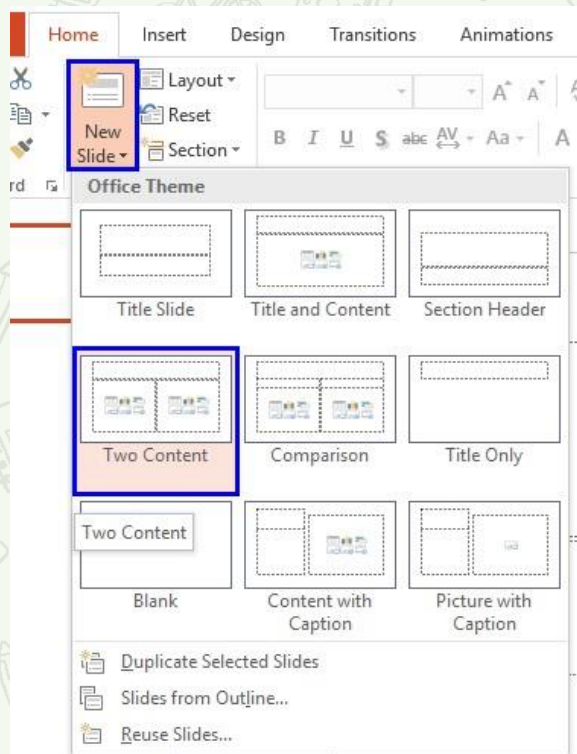 Home Insert Design Transitions Animations
Layout
Reset
New
Slide
Section
B I U S abc AV Aa A
A A
rd
Office Theme
Title Slide
Title and Content
Section Header
Two Content
Comparison
Title Only
Two Content
Blank
Content with
Caption
Picture with
Caption
Duplicate Selected Slides
Slides from Outline...
Reuse Slides...